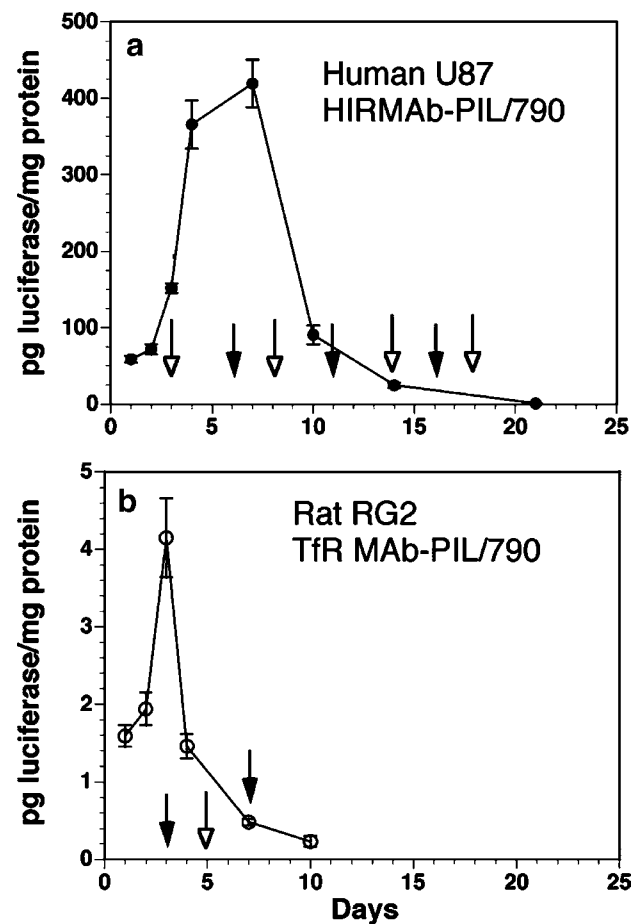 a
Human U87
HIRMAb-PIL/790
pg luciferase/mg protein
500
400
300
200
100
0
0 5 10 15 20 25
b
Rat RG2
TfR MAb-PIL/790
pg luciferase/mg protein
5
4
3
2
1
0
0 5 10 15 20 25
Days